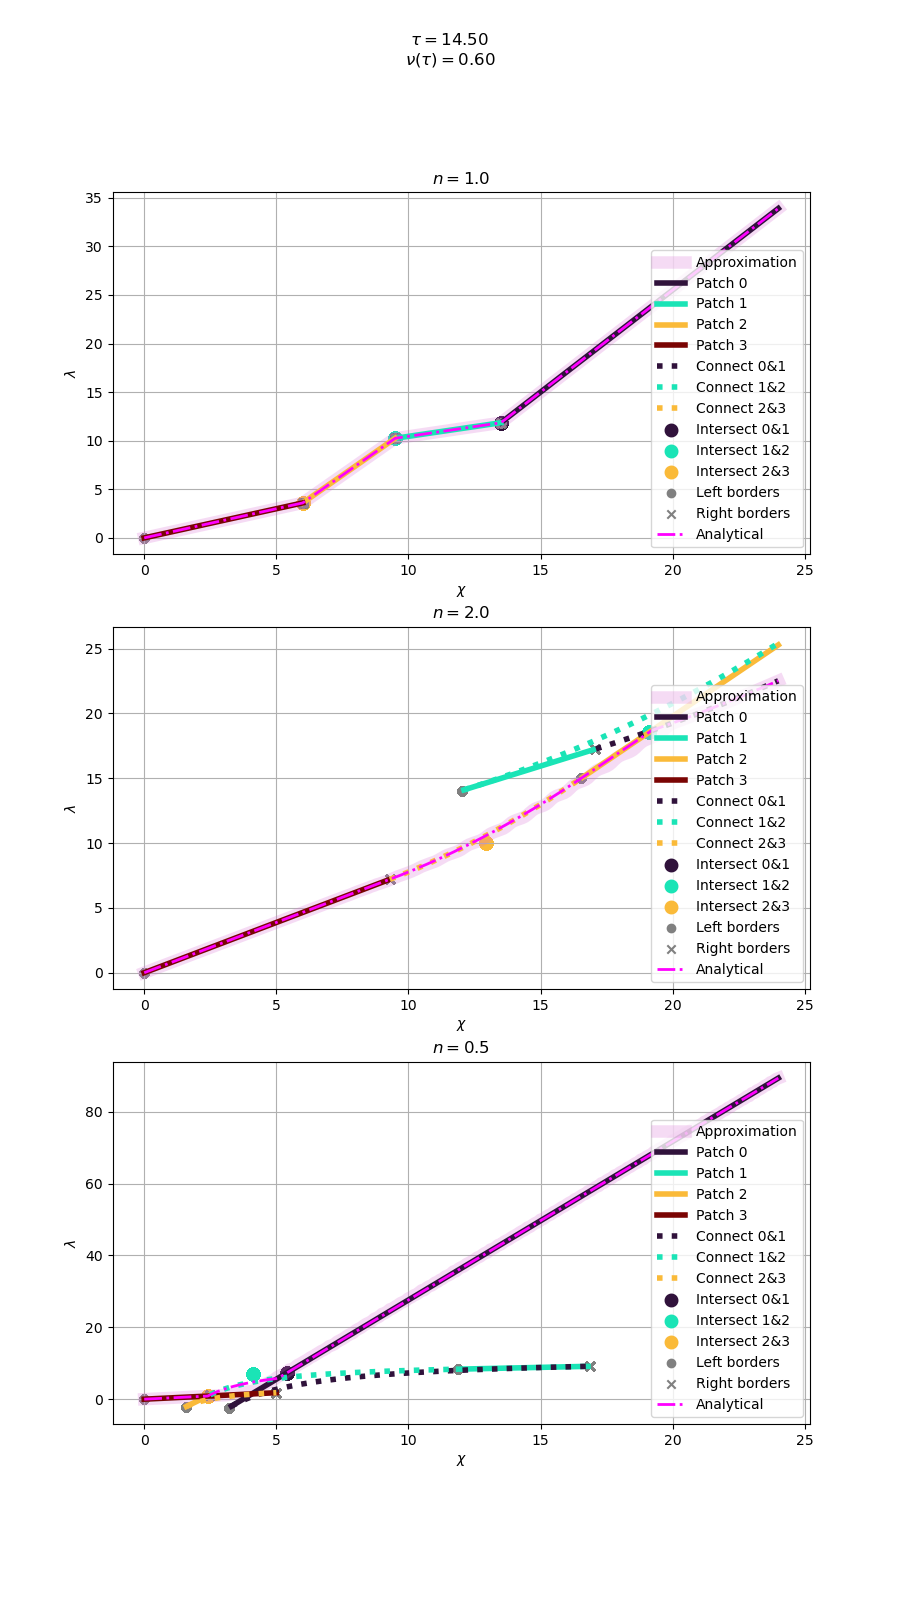 τ = 14.50
ν(τ) = 0.60
n = 1.0
35
30
25
20
15
10
5
0
λ
0 5 10 15 20 25
χ
Approximation
Patch 0
Patch 1
Patch 2
Patch 3
Connect 0&1
Connect 1&2
Connect 2&3
Intersect 0&1
Intersect 1&2
Intersect 2&3
Left borders
Right borders
Analytical
n = 2.0
25
20
15
10
5
0
λ
0 5 10 15 20 25
χ
Approximation
Patch 0
Patch 1
Patch 2
Patch 3
Connect 0&1
Connect 1&2
Connect 2&3
Intersect 0&1
Intersect 1&2
Intersect 2&3
Left borders
Right borders
Analytical
n = 0.5
80
60
40
20
0
λ
0 5 10 15 20 25
χ
Approximation
Patch 0
Patch 1
Patch 2
Patch 3
Connect 0&1
Connect 1&2
Connect 2&3
Intersect 0&1
Intersect 1&2
Intersect 2&3
Left borders
Right borders
Analytical